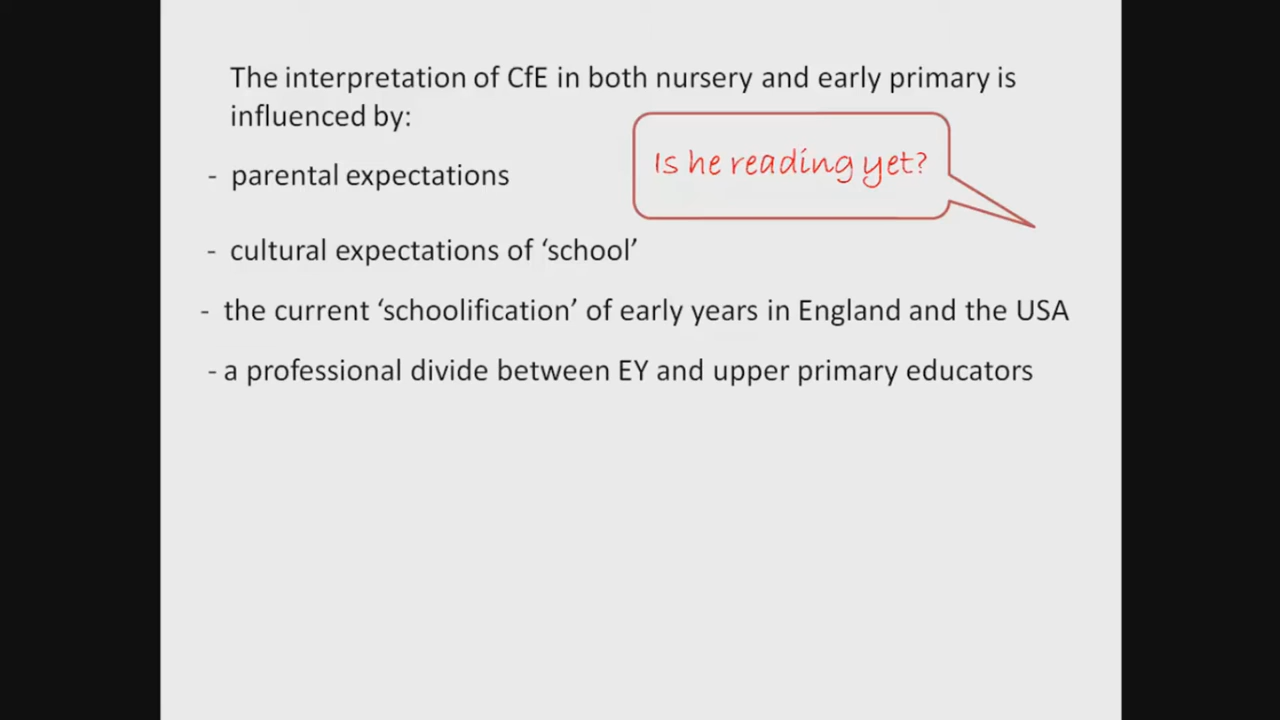 The interpretation of CfE in both nursery and early primary is
influenced by:
- parental expectations
Is he reading yet?
- cultural expectations of ‘school’
- the current ‘schoolification’ of early years in England and the USA
- a professional divide between EY and upper primary educators